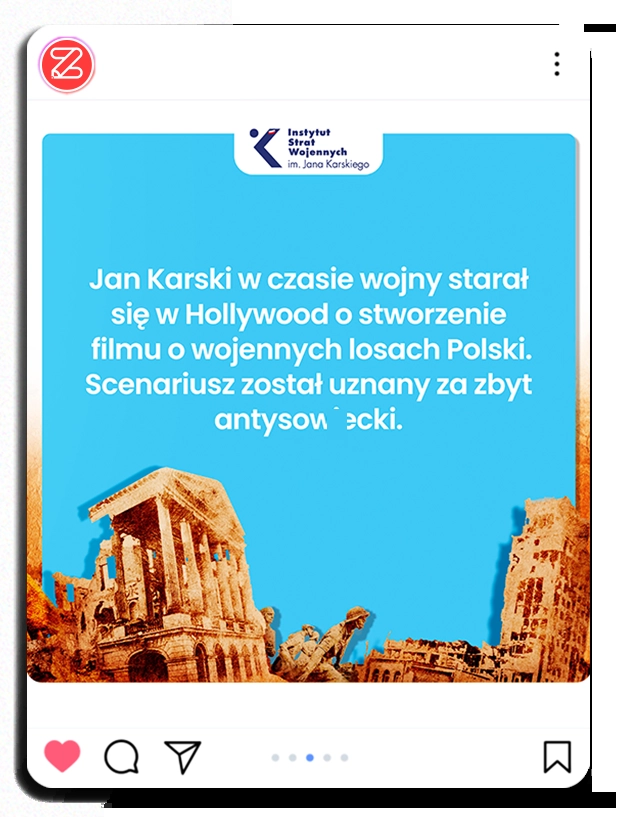 Instytut
Strat
Wojennych
im. Jana Karskiego
Jan Karski w czasie wojny starał
się w Hollywood o stworzenie
filmu o wojennych losach Polski.
Scenariusz został uznany za zbyt
antysowiecki.